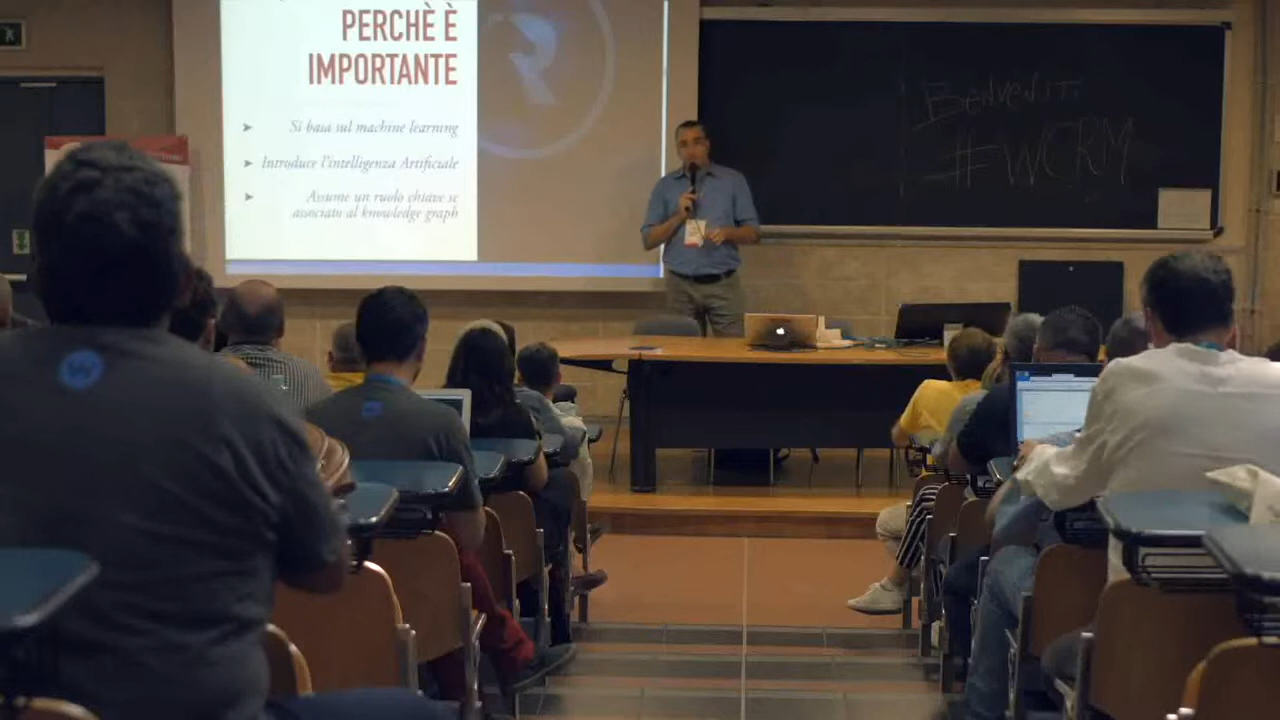 PERCHÈ È
IMPORTANTE
➤ Si basa sul machine learning
➤ Introduce l'intelligenza Artificiale
➤ Assume un ruolo chiave se
associato al knowledge graph
R
Benvenuti
#WCRM
W